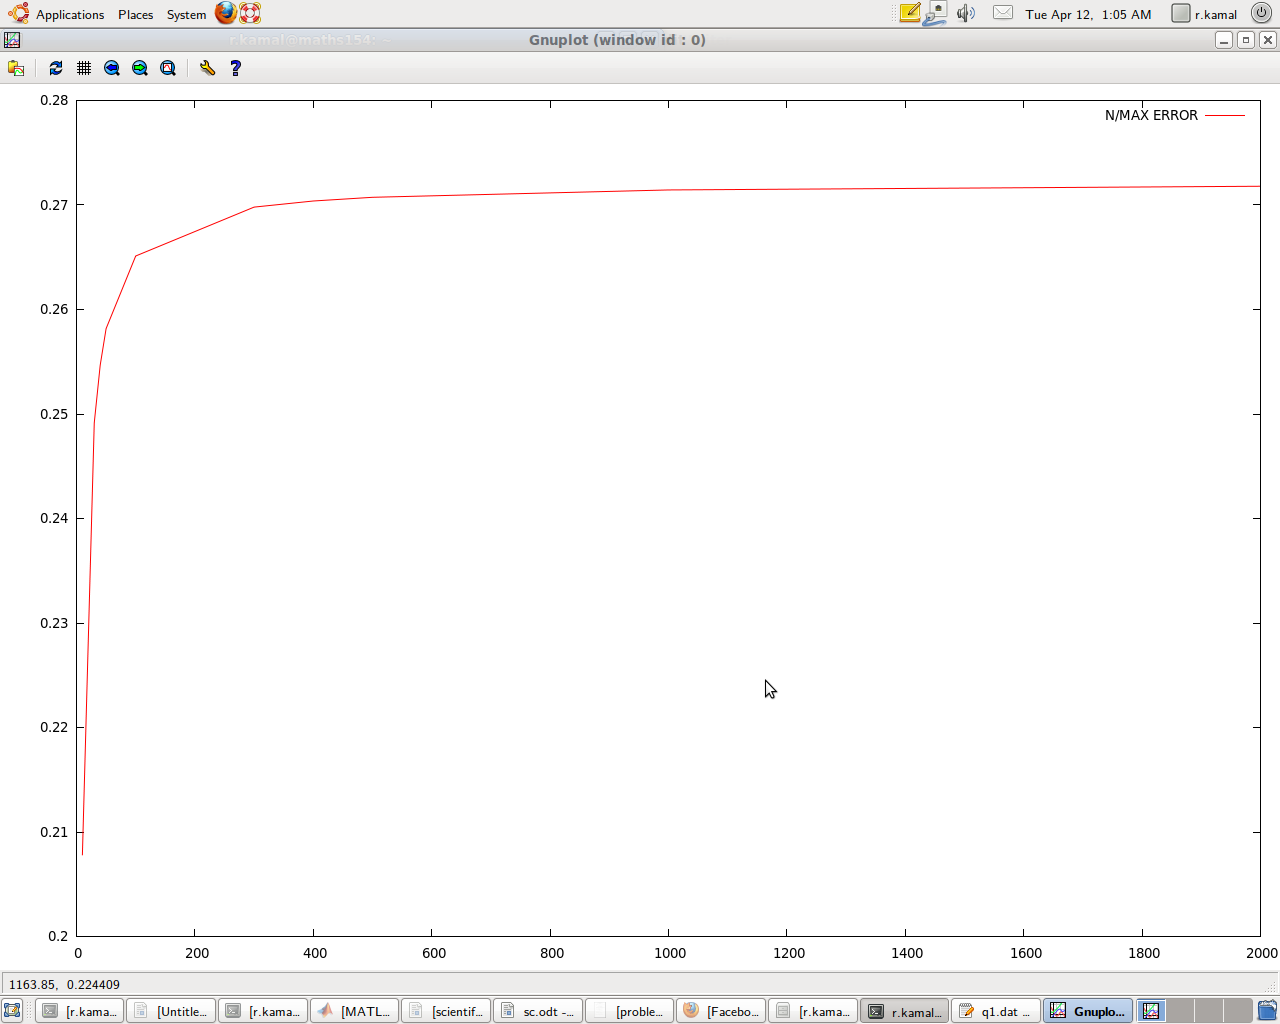 Applications Places System Tue Apr 12, 1:05 AM r.kamal
r.kamal@maths154: ~ Gnuplot (window id : 0)
N/MAX ERROR
0.28
0.27
0.26
0.25
0.24
0.23
0.22
0.21
0.2
0 200 400 600 800 1000 1200 1400 1600 1800 2000
1163.85, 0.224409
[r.kama... [Untitle... [r.kama... [MATL... [scientif... sc.odt -... [proble... [Facebo... [r.kama... r.kamal... q1.dat ... Gnuplo...